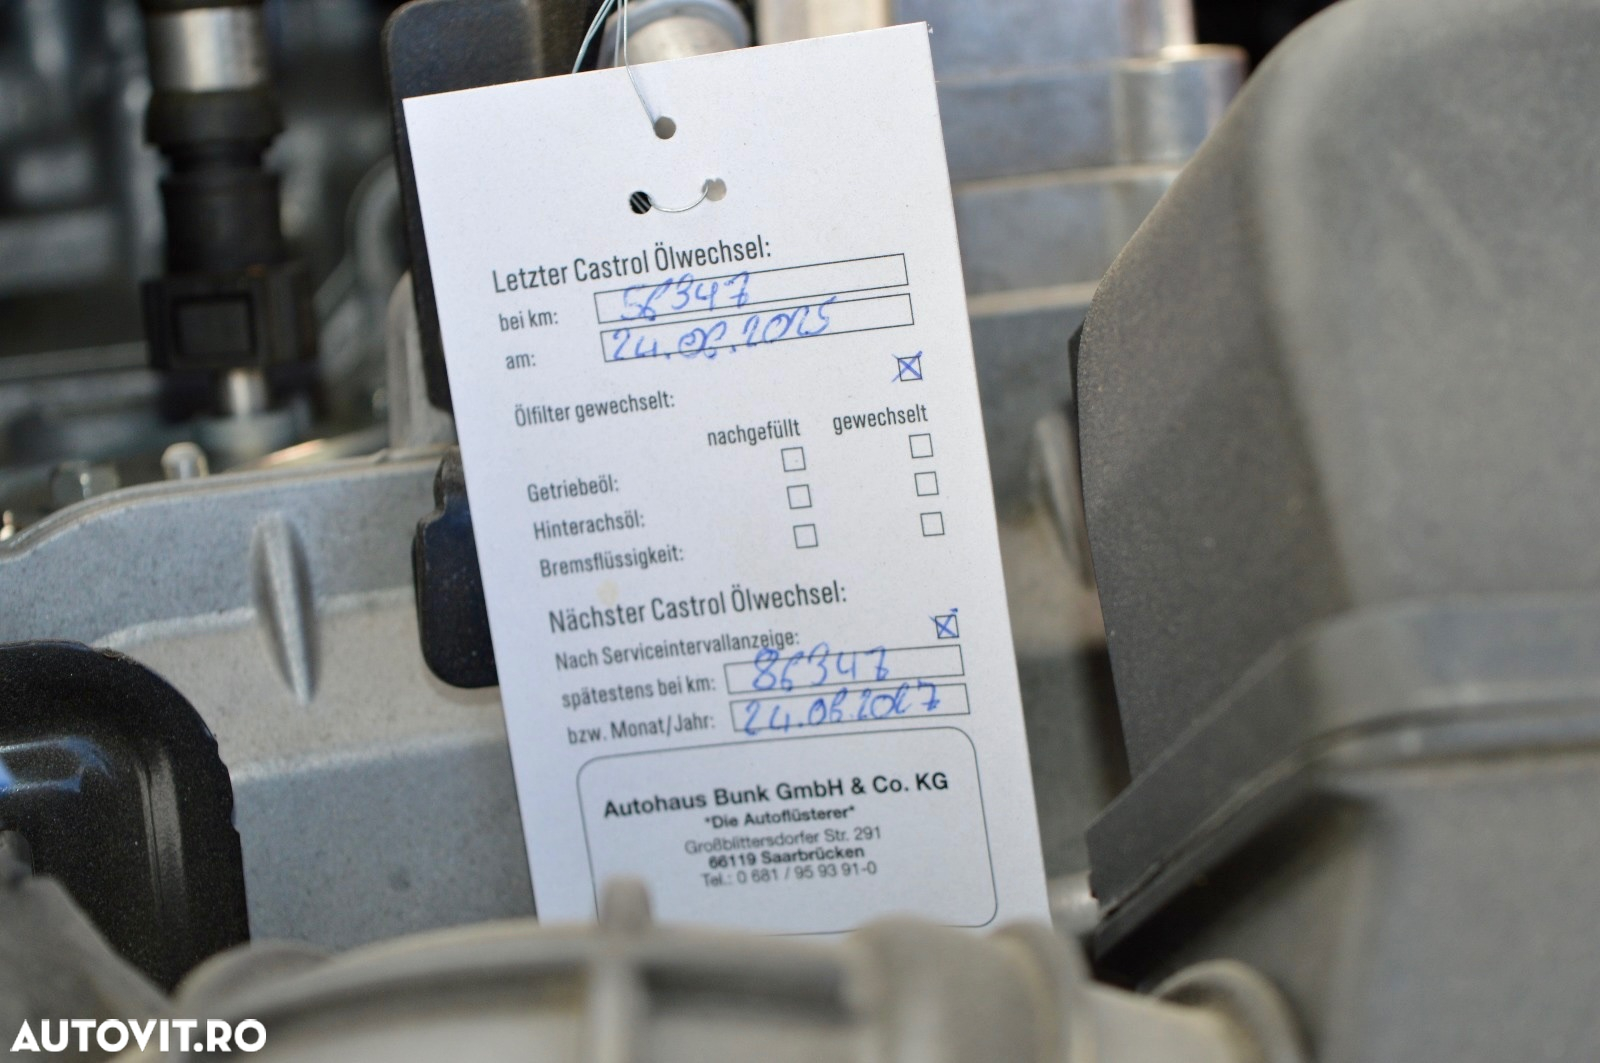 Letzter Castrol Ölwechsel:
bei km: 56347
am: 24.06.2025
Ölfilter gewechselt:
nachgefüllt gewechselt
Getriebeöl:
Hinterachsöl:
Bremsflüssigkeit:
Nächster Castrol Ölwechsel:
Nach Serviceintervallanzeige:
spätestens bei km: 86347
bzw. Monat/Jahr: 24.06.2027
Autohaus Bunk GmbH & Co. KG
"Die Autoflüsterer"
Großblittersdorfer Str. 291
66119 Saarbrücken
Tel.: 0 681 / 95 93 91-0
AUTOVIT.RO